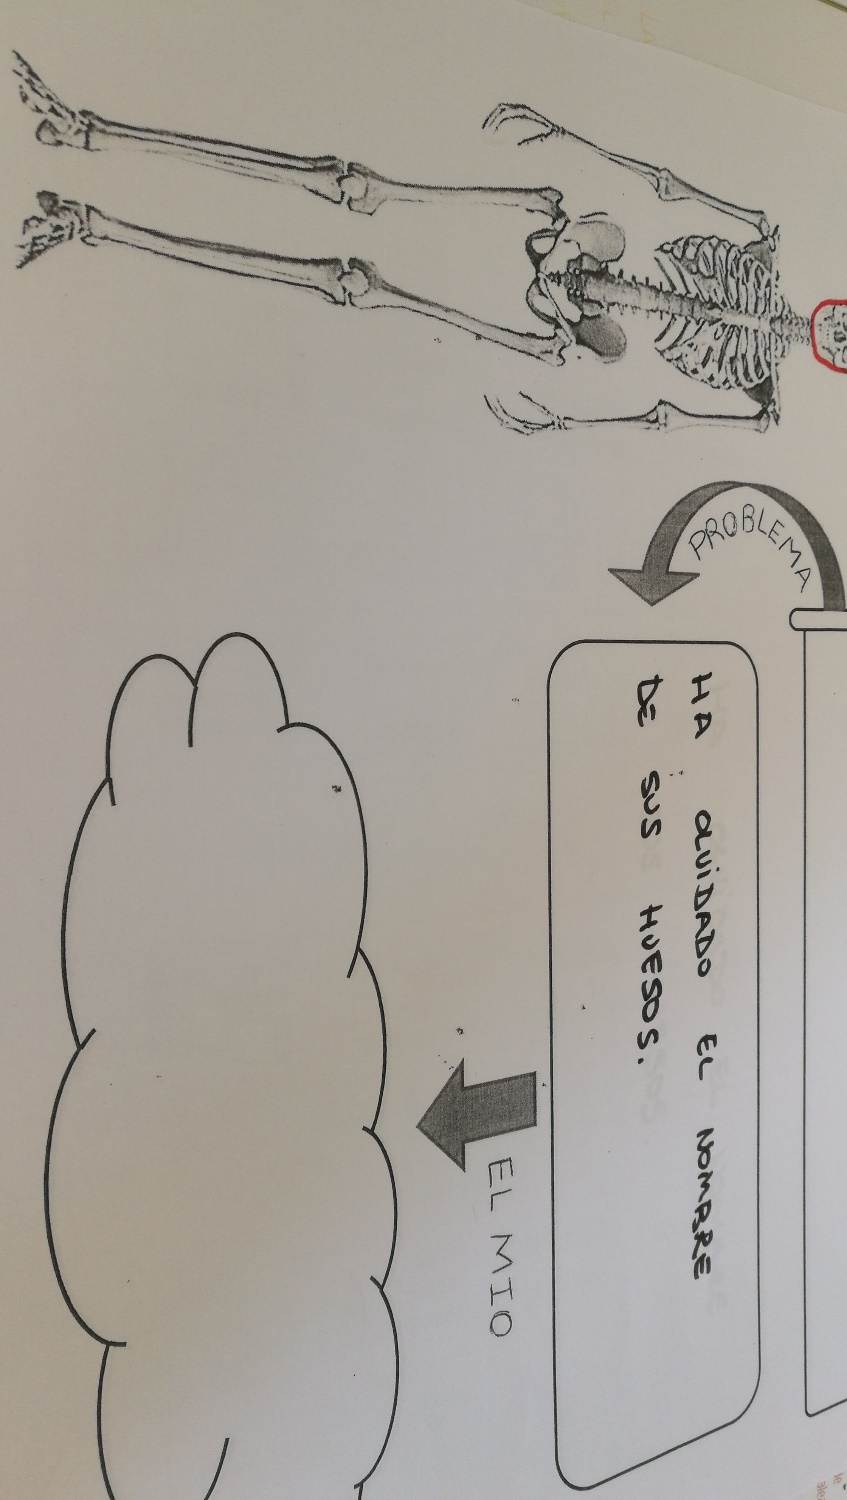 PROBLEMA
HA OLVIDADO EL NOMBRE
DE SUS HUESOS.
EL MIO